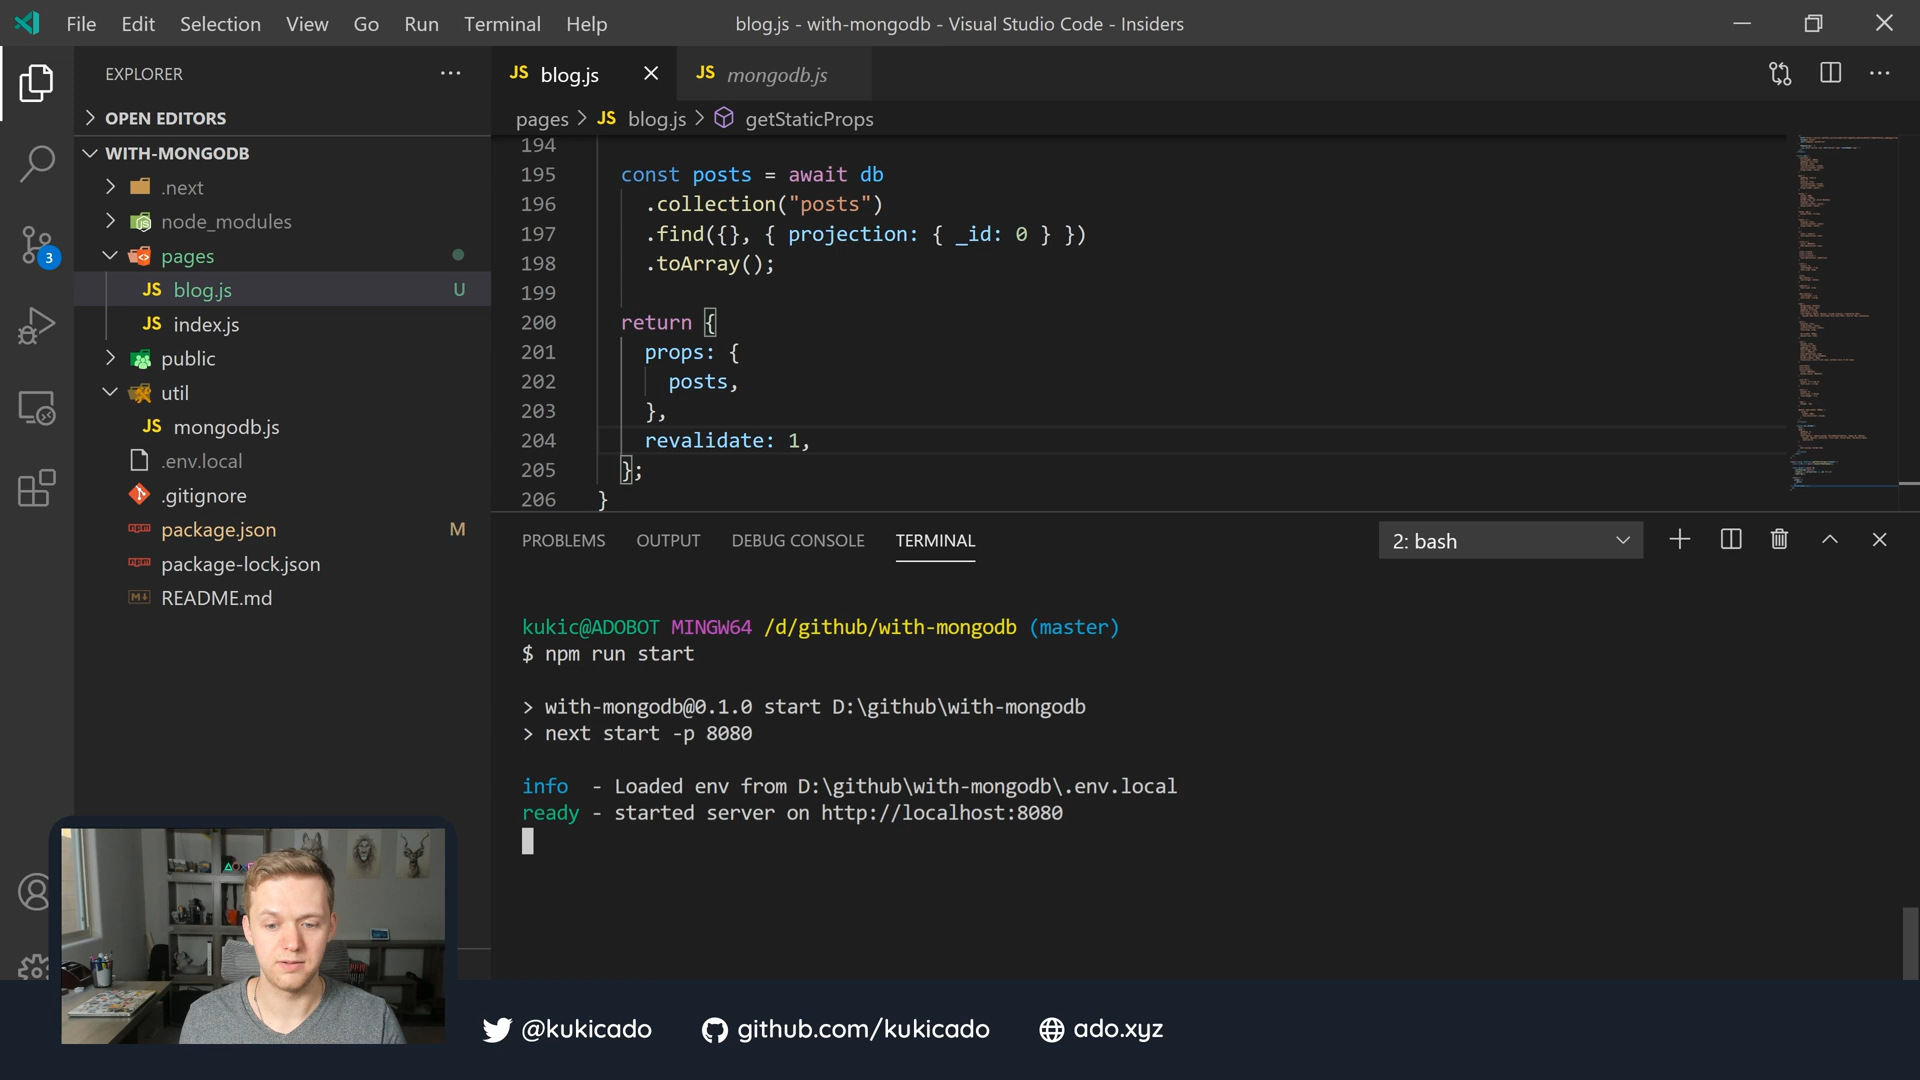 File Edit Selection View Go Run Terminal Help
blog.js - with-mongodb - Visual Studio Code - Insiders
EXPLORER
OPEN EDITORS
WITH-MONGODB
.next
node_modules
pages
JS blog.js U
JS index.js
public
util
JS mongodb.js
.env.local
.gitignore
package.json M
package-lock.json
README.md
3
JS blog.js
JS mongodb.js
pages > JS blog.js > getStaticProps
194
195 const posts = await db
196 .collection("posts")
197 .find({}, { projection: { _id: 0 } })
198 .toArray();
199
200 return {
201 props: {
202 posts,
203 },
204 revalidate: 1,
205 };
206 }
PROBLEMS OUTPUT DEBUG CONSOLE TERMINAL
2: bash
kukic@ADOBOT MINGW64 /d/github/with-mongodb (master)
$ npm run start
> with-mongodb@0.1.0 start D:\github\with-mongodb
> next start -p 8080
info - Loaded env from D:\github\with-mongodb\.env.local
ready - started server on http://localhost:8080
@kukicado
github.com/kukicado
ado.xyz